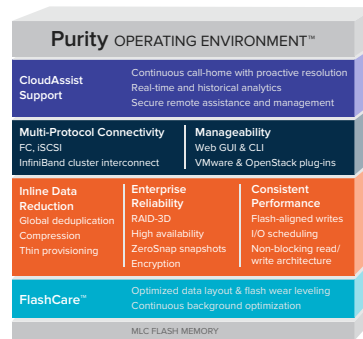 Purity OPERATING ENVIRONMENT™
CloudAssist
Support
Continuous call-home with proactive resolution
Real-time and historical analytics
Secure remote assistance and management
Multi-Protocol Connectivity
FC, iSCSI
InfiniBand cluster interconnect
Manageability
Web GUI & CLI
VMware & OpenStack plug-ins
Inline Data
Reduction
Global deduplication
Compression
Thin provisioning
Enterprise
Reliability
RAID-3D
High availability
ZeroSnap snapshots
Encryption
Consistent
Performance
Flash-aligned writes
I/O scheduling
Non-blocking read/
write architecture
FlashCare™
Optimized data layout & flash wear leveling
Continuous background optimization
MLC FLASH MEMORY